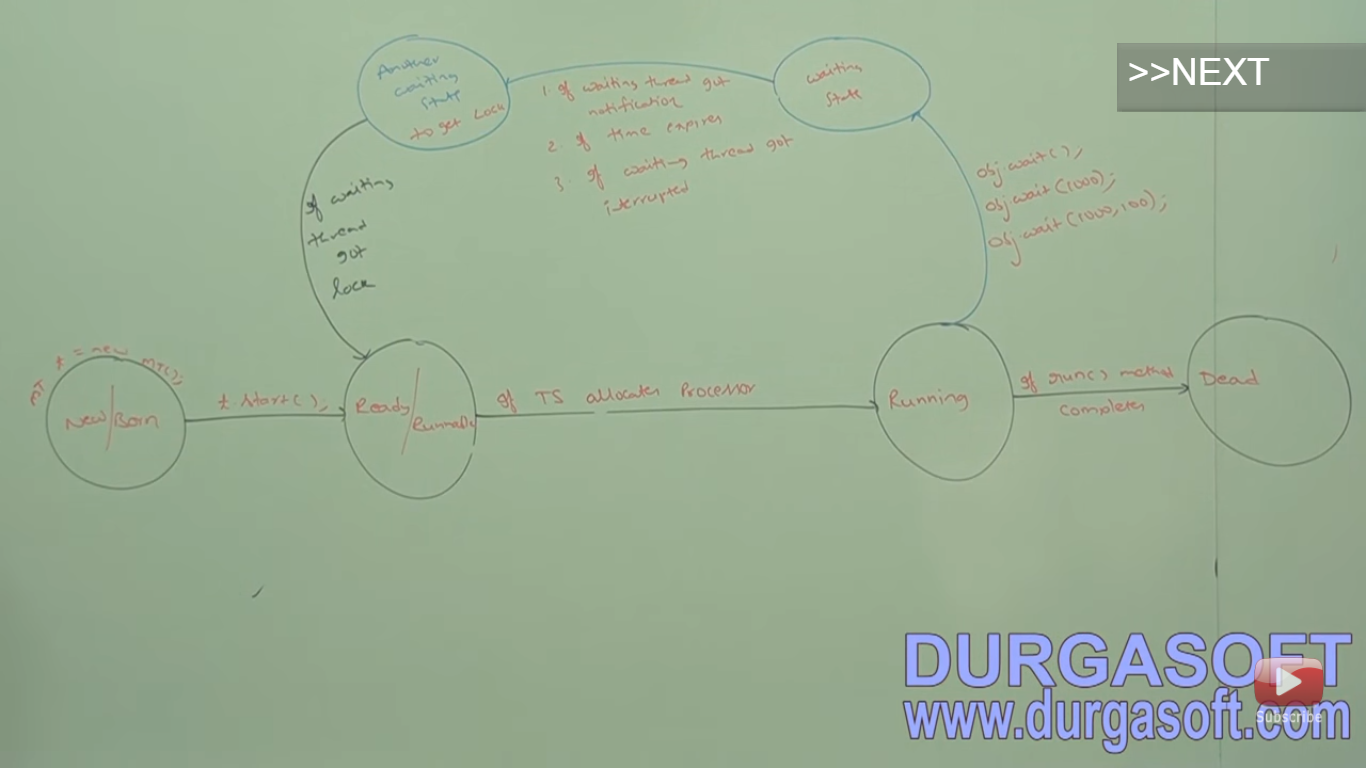 >>NEXT
Another
waiting
state
to get Lock
1. If waiting thread got
notification
2. If time expires
3. If waiting thread got
interrupted
waiting
state
obj.wait();
obj.wait(1000);
obj.wait(1000,100);
If waiting
thread
got
lock
MT t = new MT();
New/Born
t.start();
Ready/
Runnable
If TS allocates Processor
Running
If run() method
completes
Dead
DURGASOFT
www.durgasoft.com
Subscribe